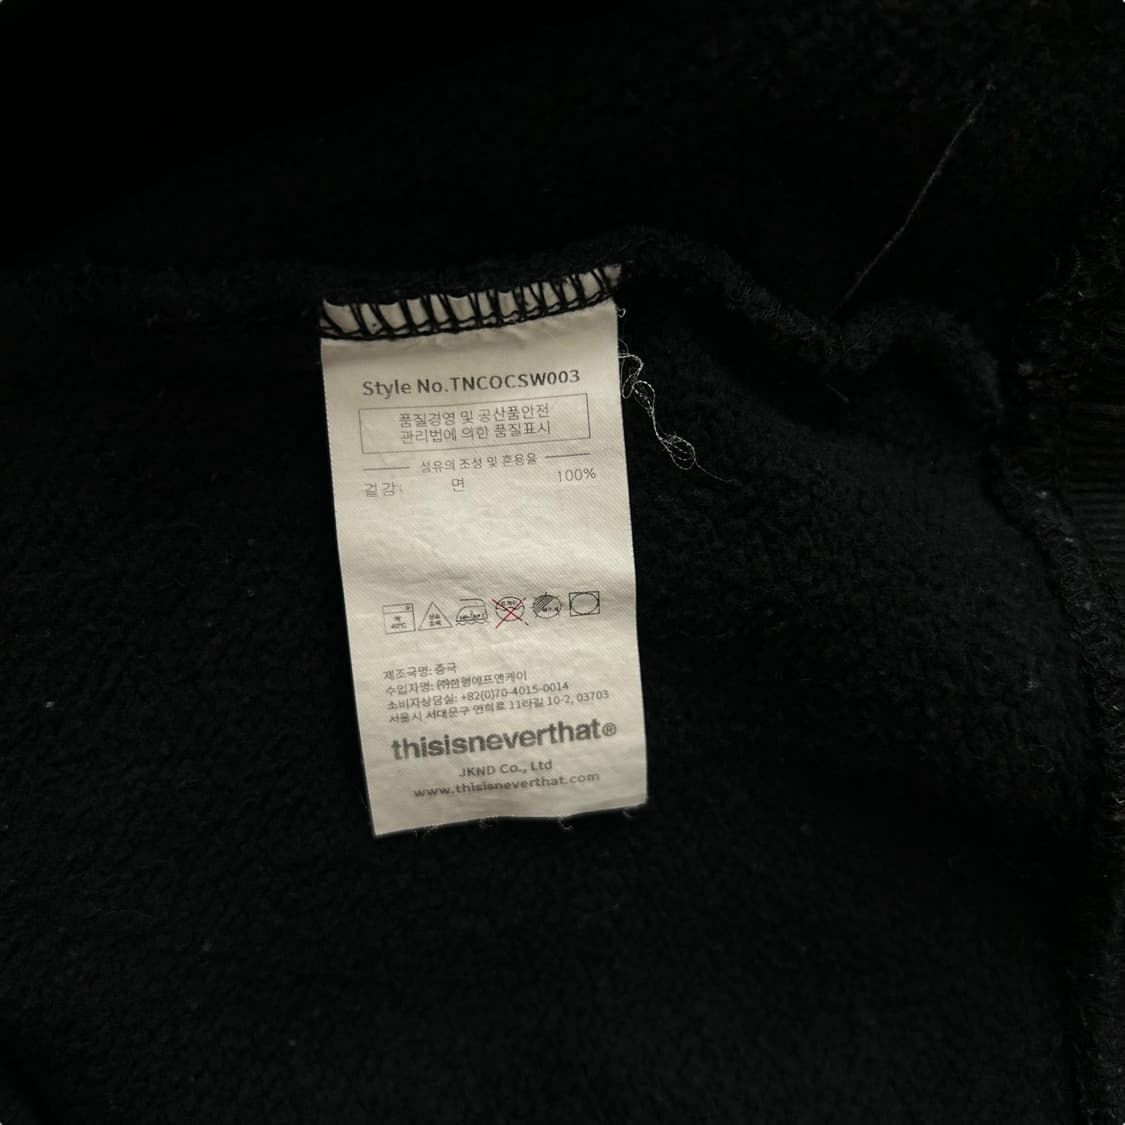 Style No.TNCOCSW003
품질경영 및 공산품안전
관리법에 의한 품질표시
섬유의 조성 및 혼용율
겉감: 면 100%
약 40℃
제조국명: 중국
수입자명: ㈜한형에프앤케이
소비자상담실: +82(0)70-4015-0014
서울시 서대문구 연희로 11라길 10-2, 03703
thisisneverthat®
JKND Co., Ltd
www.thisisneverthat.com